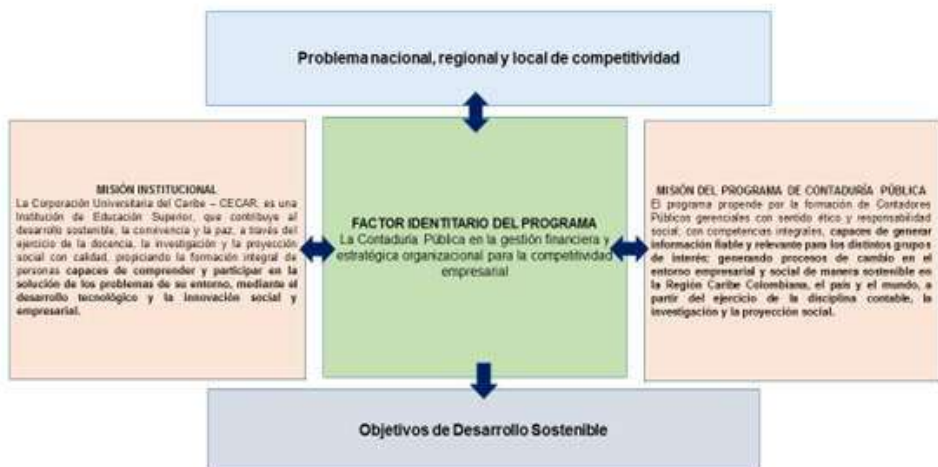 Problema nacional, regional y local de competitividad
MISIÓN INSTITUCIONAL
La Corporación Universitaria del Caribe – CECAR, es una
Institución de Educación Superior, que contribuye al
desarrollo sostenible, la convivencia y la paz, a través del
ejercicio de la docencia, la investigación y la proyección
social con calidad, propiciando la formación integral de
personas capaces de comprender y participar en la
solución de los problemas de su entorno, mediante el
desarrollo tecnológico y la innovación social y
empresarial.
FACTOR IDENTITARIO DEL PROGRAMA
La Contaduría Pública en la gestión financiera y
estratégica organizacional para la competitividad
empresarial
MISIÓN DEL PROGRAMA DE CONTADURÍA PÚBLICA
El programa propende por la formación de Contadores
Públicos gerenciales con sentido ético y responsabilidad
social, con competencias integrales, capaces de generar
información fiable y relevante para los distintos grupos
de interés; generando procesos de cambio en el
entorno empresarial y social de manera sostenible en
la Región Caribe Colombiana, el país y el mundo, a
partir del ejercicio de la disciplina contable, la
investigación y la proyección social.
Objetivos de Desarrollo Sostenible